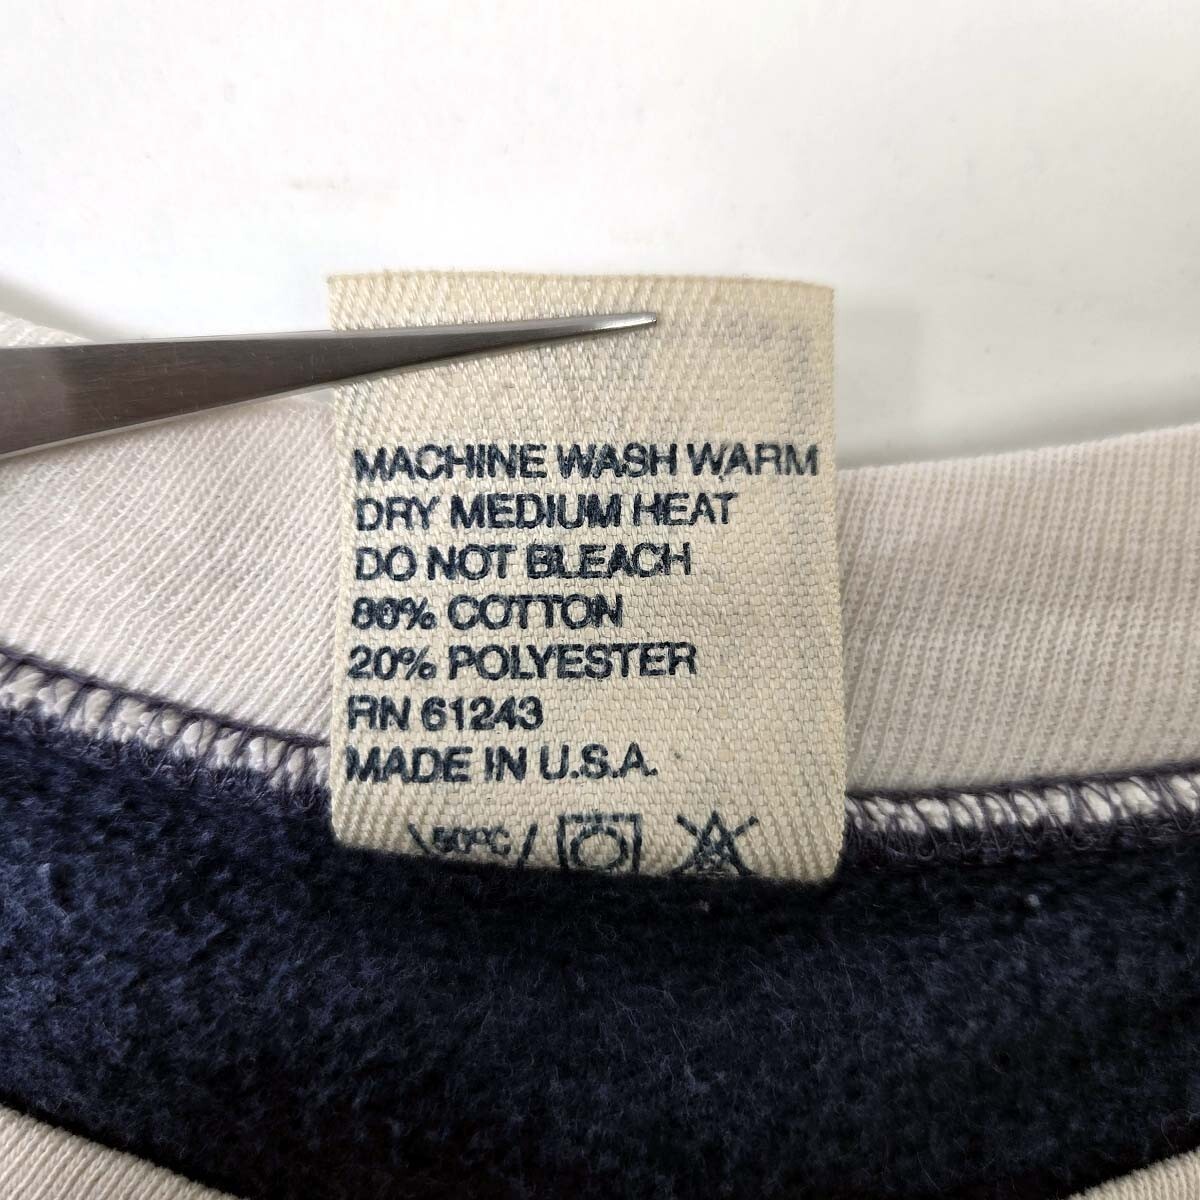 MACHINE WASH WARM
DRY MEDIUM HEAT
DO NOT BLEACH
80% COTTON
20% POLYESTER
RN 61243
MADE IN U.S.A.